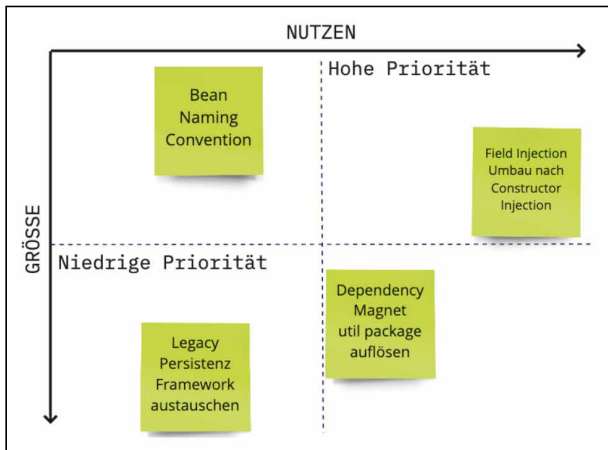 NUTZEN
Hohe Priorität
Bean
Naming
Convention
Field Injection
Umbau nach
Constructor
Injection
GRÖSSE
Niedrige Priorität
Dependency
Magnet
util package
auflösen
Legacy
Persistenz
Framework
austauschen